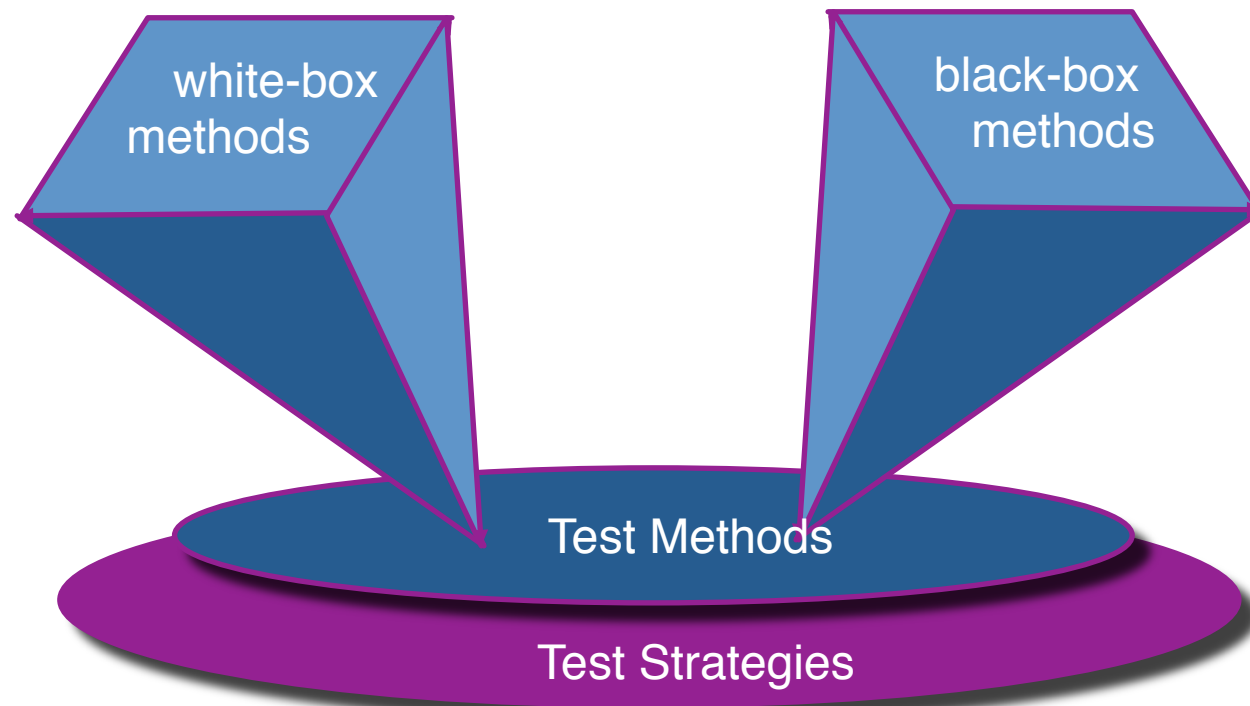 white-box
methods
black-box
methods
Test Methods
Test Strategies